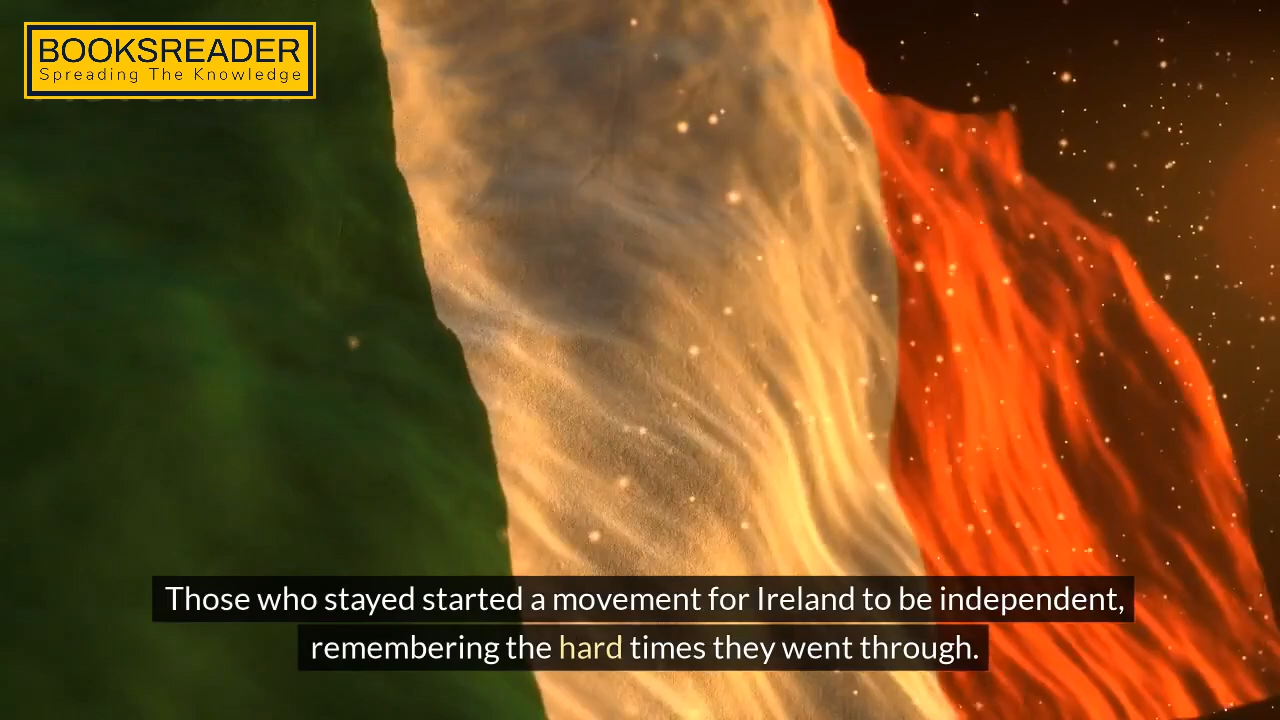 BOOKSREADER
Spreading The Knowledge
Those who stayed started a movement for Ireland to be independent,
remembering the hard times they went through.